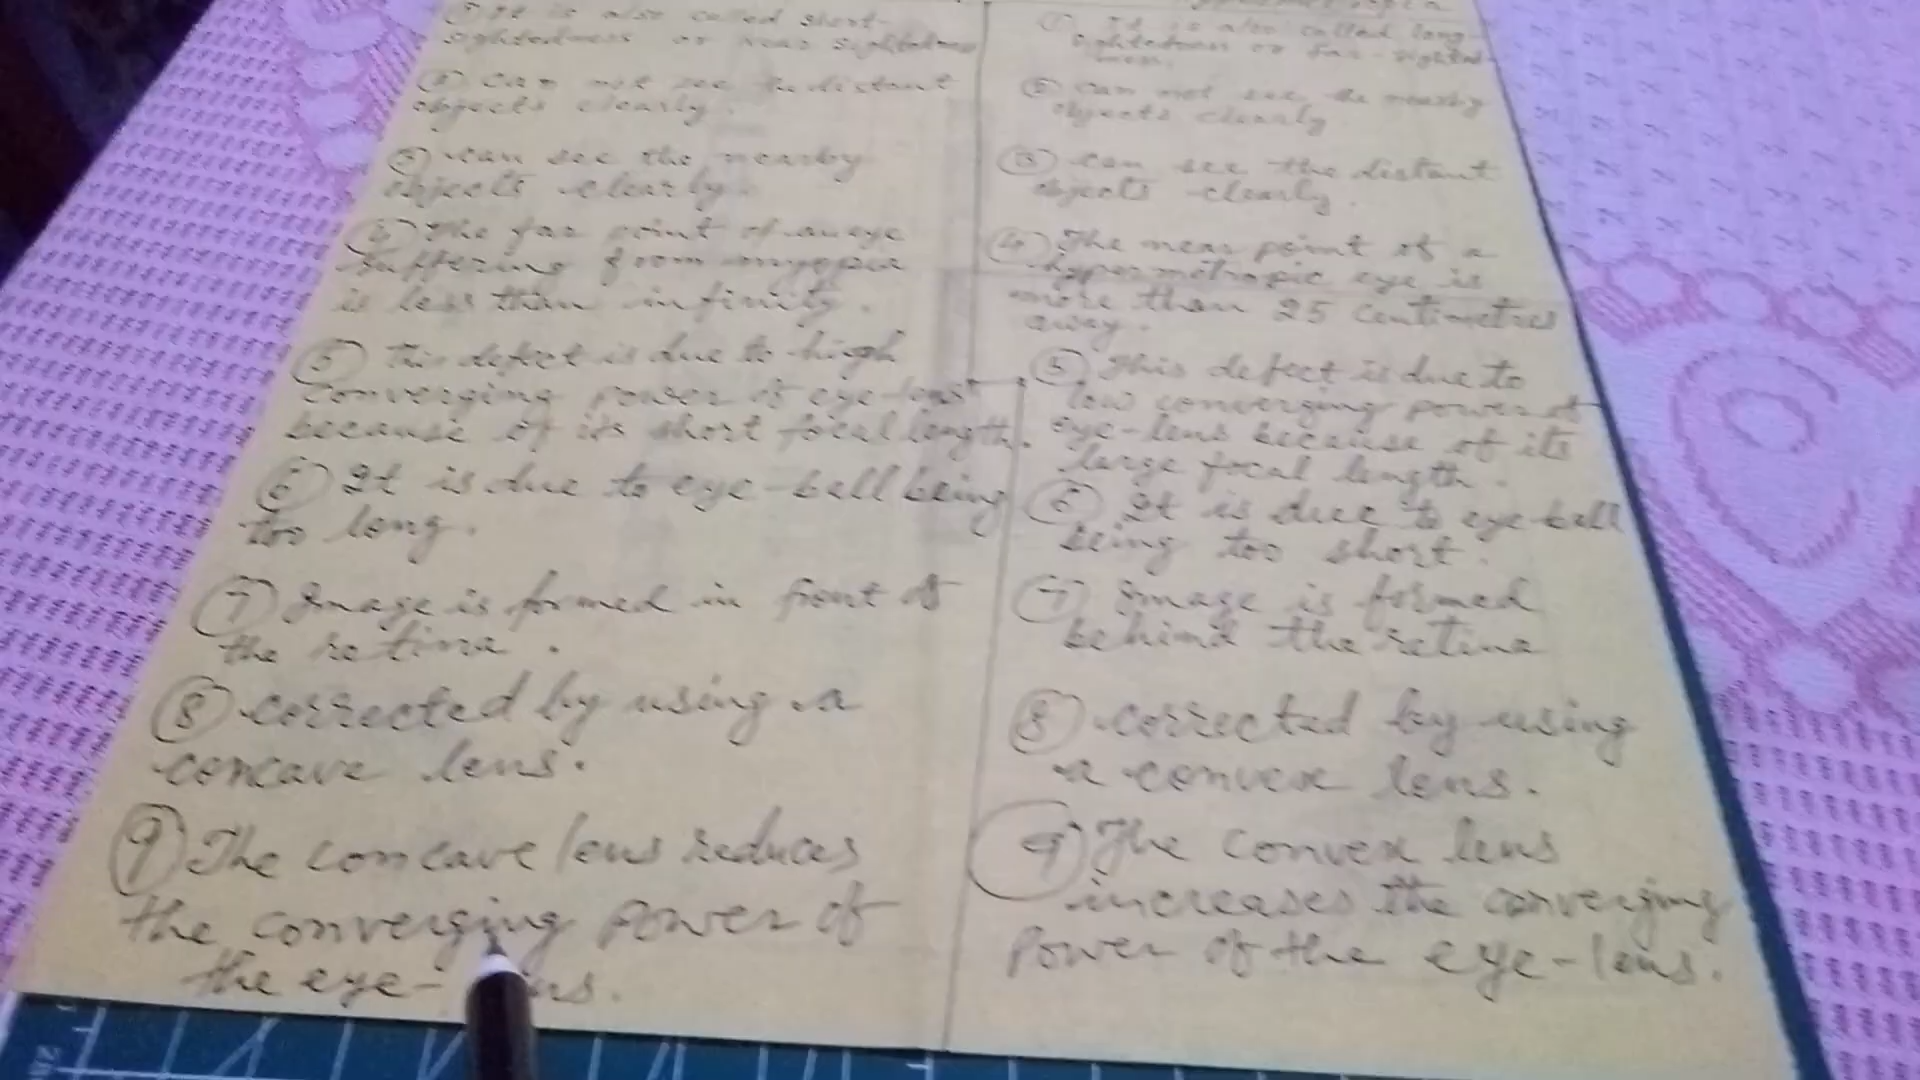 ① It is also called short-
sightedness or near sightedness
② can not see the distant
objects clearly.
③ can see the nearby
objects clearly.
④ The far point of an eye
suffering from myopia
is less than infinity.
⑤ This defect is due to high
converging power of eye-lens
because of its short focal length.
⑥ It is due to eye-ball being
too long.
⑦ Image is formed in front of
the retina.
⑧ corrected by using a
concave lens.
⑨ The concave lens reduces
the converging power of
the eye-
① It is also called long-
sightedness or far-sighted-
ness.
② can not see the nearby
objects clearly
③ can see the distant
objects clearly.
④ The near point of a
hypermetropic eye is
more than 25 centimetres
away.
⑤ This defect is due to
low converging power of
eye-lens because of its
large focal length.
⑥ It is due to eye-ball
being too short.
⑦ Image is formed
behind the retina
⑧ corrected by using
a convex lens.
⑨ The convex lens
increases the converging
power of the eye-lens.